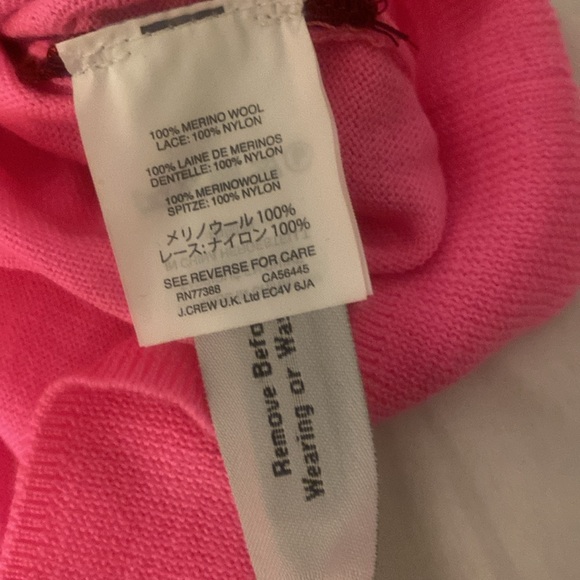 100% MERINO WOOL
LACE: 100% NYLON
100% LAINE DE MERINOS
DENTELLE: 100% NYLON
100% MERINOWOLLE
SPITZE: 100% NYLON
メリノウール 100%
レース:ナイロン 100%
SEE REVERSE FOR CARE
RN77388 CA56445
J.CREW U.K. Ltd EC4V 6JA
Remove Befo
Wearing or Wa